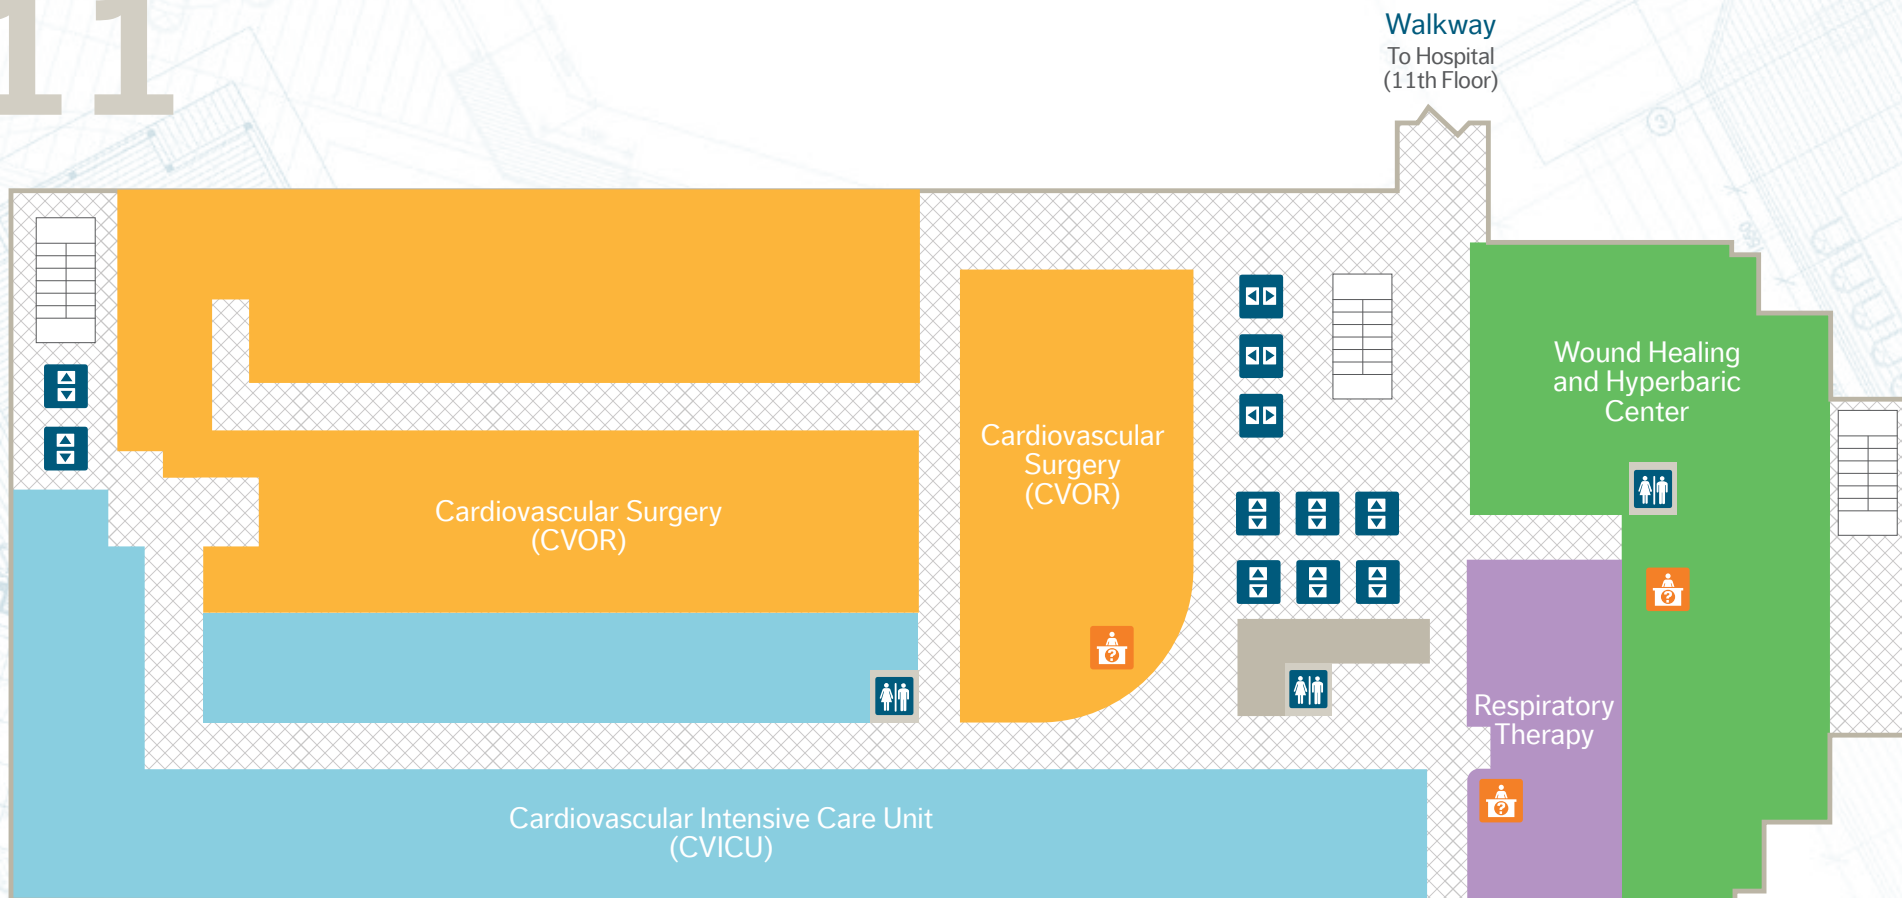 11
Walkway
To Hospital
(11th Floor)
Wound Healing
and Hyperbaric
Center
Cardiovascular
Surgery
(CVOR)
Cardiovascular Surgery
(CVOR)
Respiratory
Therapy
Cardiovascular Intensive Care Unit
(CVICU)
?
?
?
3